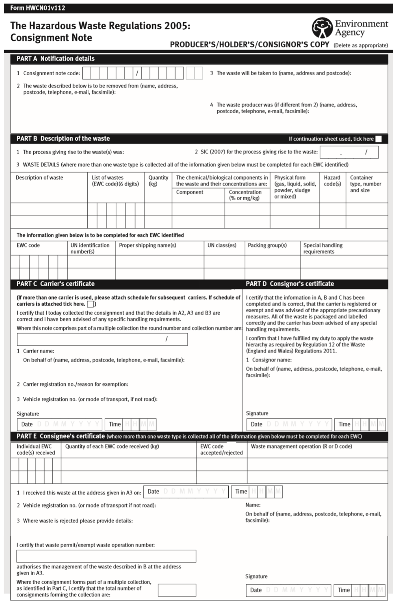 Form HWCN01v112
The Hazardous Waste Regulations 2005:
Consignment Note
Environment
Agency
PRODUCER'S/HOLDER'S/CONSIGNOR'S COPY (Delete as appropriate)
PART A Notification details
1 Consignment note code: /
2 The waste described below is to be removed from (name, address,
postcode, telephone, e-mail, facsimile):
3 The waste will be taken to (name, address and postcode):
4 The waste producer was (if different from 2) (name, address,
postcode, telephone, e-mail, facsimile):
PART B Description of the waste
If continuation sheet used, tick here
1 The process giving rise to the waste(s) was:
2 SIC (2007) for the process giving rise to the waste: /
3 WASTE DETAILS (where more than one waste type is collected all of the information given below must be completed for each EWC identified)
Description of waste
List of wastes
(EWC code)(6 digits)
Quantity
(kg)
The chemical/biological components in
the waste and their concentrations are:
Component
Concentration
(% or mg/kg)
Physical form
(gas, liquid, solid,
powder, sludge
or mixed)
Hazard
code(s)
Container
type, number
and size
The information given below is to be completed for each EWC identified
EWC code
UN identification
number(s)
Proper shipping name(s)
UN class(es)
Packing group(s)
Special handling
requirements
PART C Carrier's certificate
(If more than one carrier is used, please attach schedule for subsequent carriers. If schedule of
carriers is attached tick here.
I certify that I today collected the consignment and that the details in A2, A3 and B3 are
correct and I have been advised of any specific handling requirements.
Where this note comprises part of a multiple collection the round number and collection number are:
/
1 Carrier name:
On behalf of (name, address, postcode, telephone, e-mail, facsimile):
2 Carrier registration no./reason for exemption:
3 Vehicle registration no. (or mode of transport, if not road):
Signature
Date D D M M Y Y Y Y Time H H M M
PART D Consignor's certificate
I certify that the information in A, B and C has been
completed and is correct, that the carrier is registered or
exempt and was advised of the appropriate precautionary
measures. All of the waste is packaged and labelled
correctly and the carrier has been advised of any special
handling requirements.
I confirm that I have fulfilled my duty to apply the waste
hierarchy as required by Regulation 12 of the Waste
(England and Wales) Regulations 2011.
1 Consignor name:
On behalf of (name, address, postcode, telephone, e-mail,
facsimile):
Signature
Date D D M M Y Y Y Y Time H H M M
PART E Consignee's certificate (where more than one waste type is collected all of the information given below must be completed for each EWC)
Individual EWC
code(s) received
Quantity of each EWC code received (kg)
EWC code
accepted/rejected
Waste management operation (R or D code)
1 I received this waste at the address given in A3 on: Date D D M M Y Y Y Y Time H H M M
2 Vehicle registration no. (or mode of transport if not road):
3 Where waste is rejected please provide details:
Name:
On behalf of (name, address, postcode, telephone, e-mail,
facsimile):
I certify that waste permit/exempt waste operation number:
authorises the management of the waste described in B at the address
given in A3.
Where the consignment forms part of a multiple collection,
as identified in Part C, I certify that the total number of
consignments forming the collection are:
Signature
Date D D M M Y Y Y Y Time H H M M